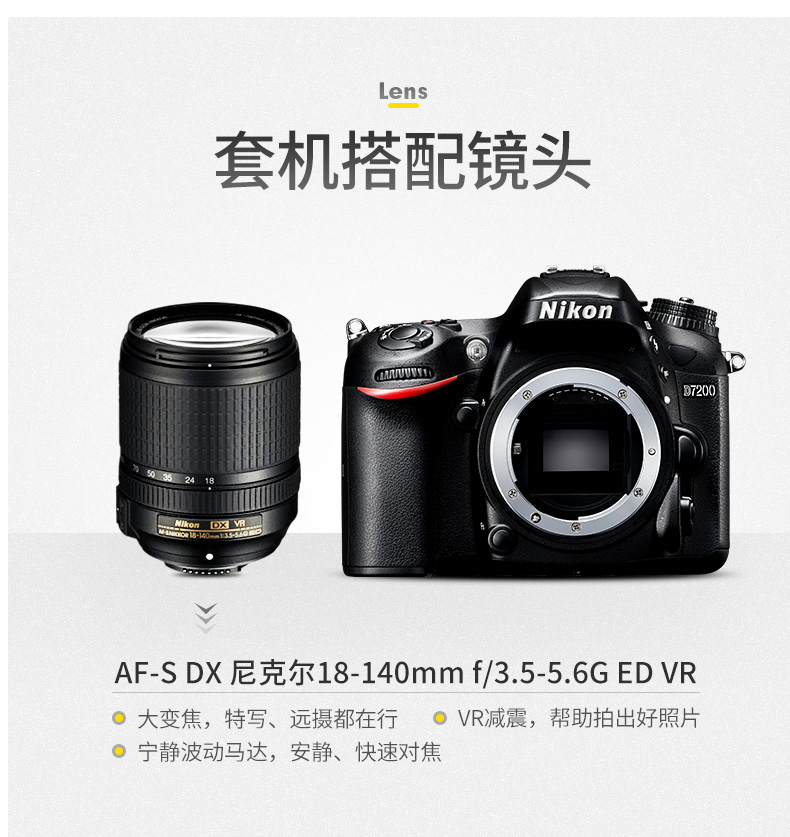 Lens
套机搭配镜头
Nikon
D7200
70 50 35 24 18
Nikon DX VR
AF-S NIKKOR 18-140mm 1:3.5-5.6G ED
AF-S DX 尼克尔18-140mm f/3.5-5.6G ED VR
大变焦，特写、远摄都在行
VR减震，帮助拍出好照片
宁静波动马达，安静、快速对焦